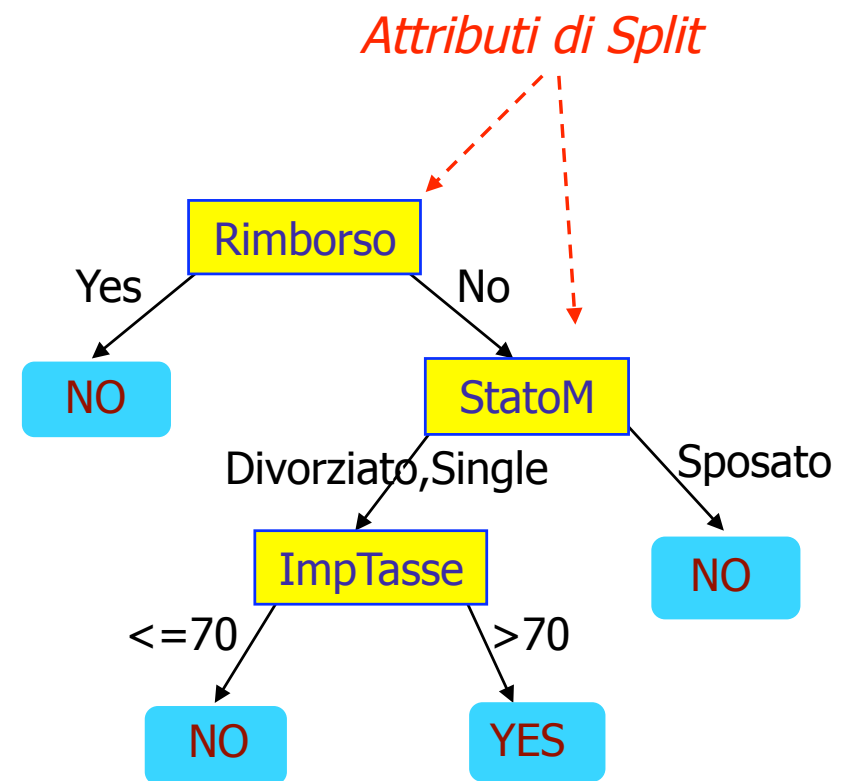 Attributi di Split
Rimborso
Yes
No
NO
StatoM
Divorziato,Single
Sposato
ImpTasse
NO
<=70
>70
NO
YES